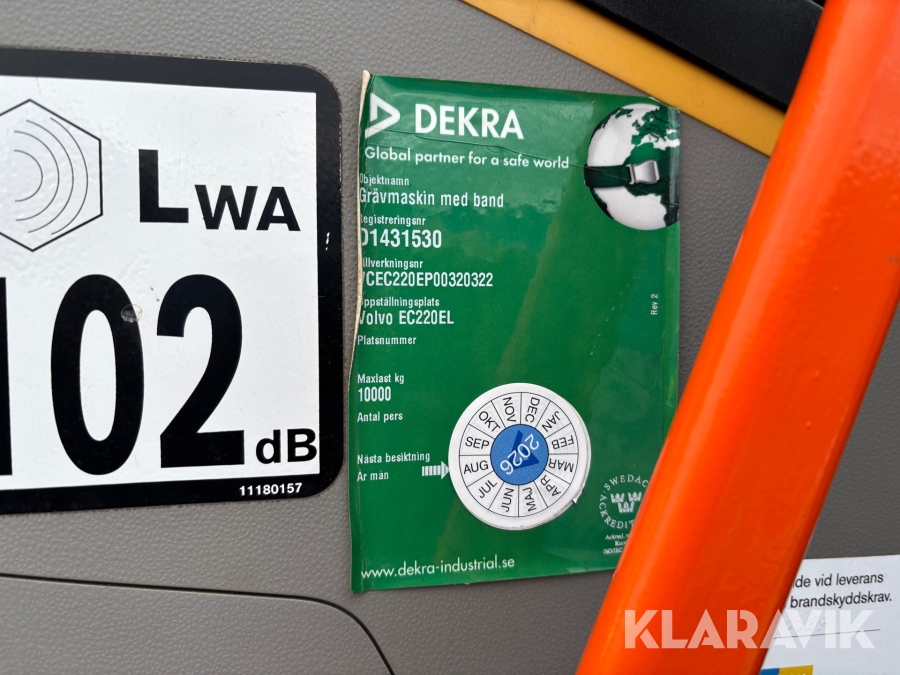 LWA
102
dB
11180157
DEKRA
Global partner for a safe world
Objektnamn
Grävmaskin med band
Registreringsnr
D1431530
Tillverkningsnr
VCEC220EP00320322
Uppställningsplats
Volvo EC220EL
Platsnummer
Maxlast kg
10000
Antal pers
Nästa besiktning
År mån
JAN
FEB
MAR
APR
MAJ
JUN
JUL
AUG
SEP
OKT
NOV
DEC
2026
Rev 2
SWEDAC
ACKREDIT
www.dekra-industrial.se
de vid leverans
brandskyddskrav.
KLARAVIK